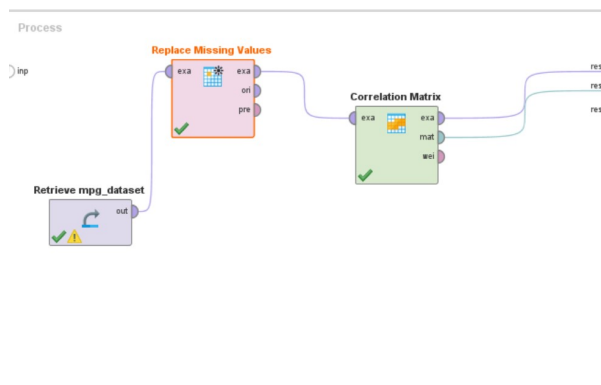 Process
Replace Missing Values
inp
exa
exa
ori
pre
Correlation Matrix
exa
exa
mat
wei
res
res
res
Retrieve mpg_dataset
out